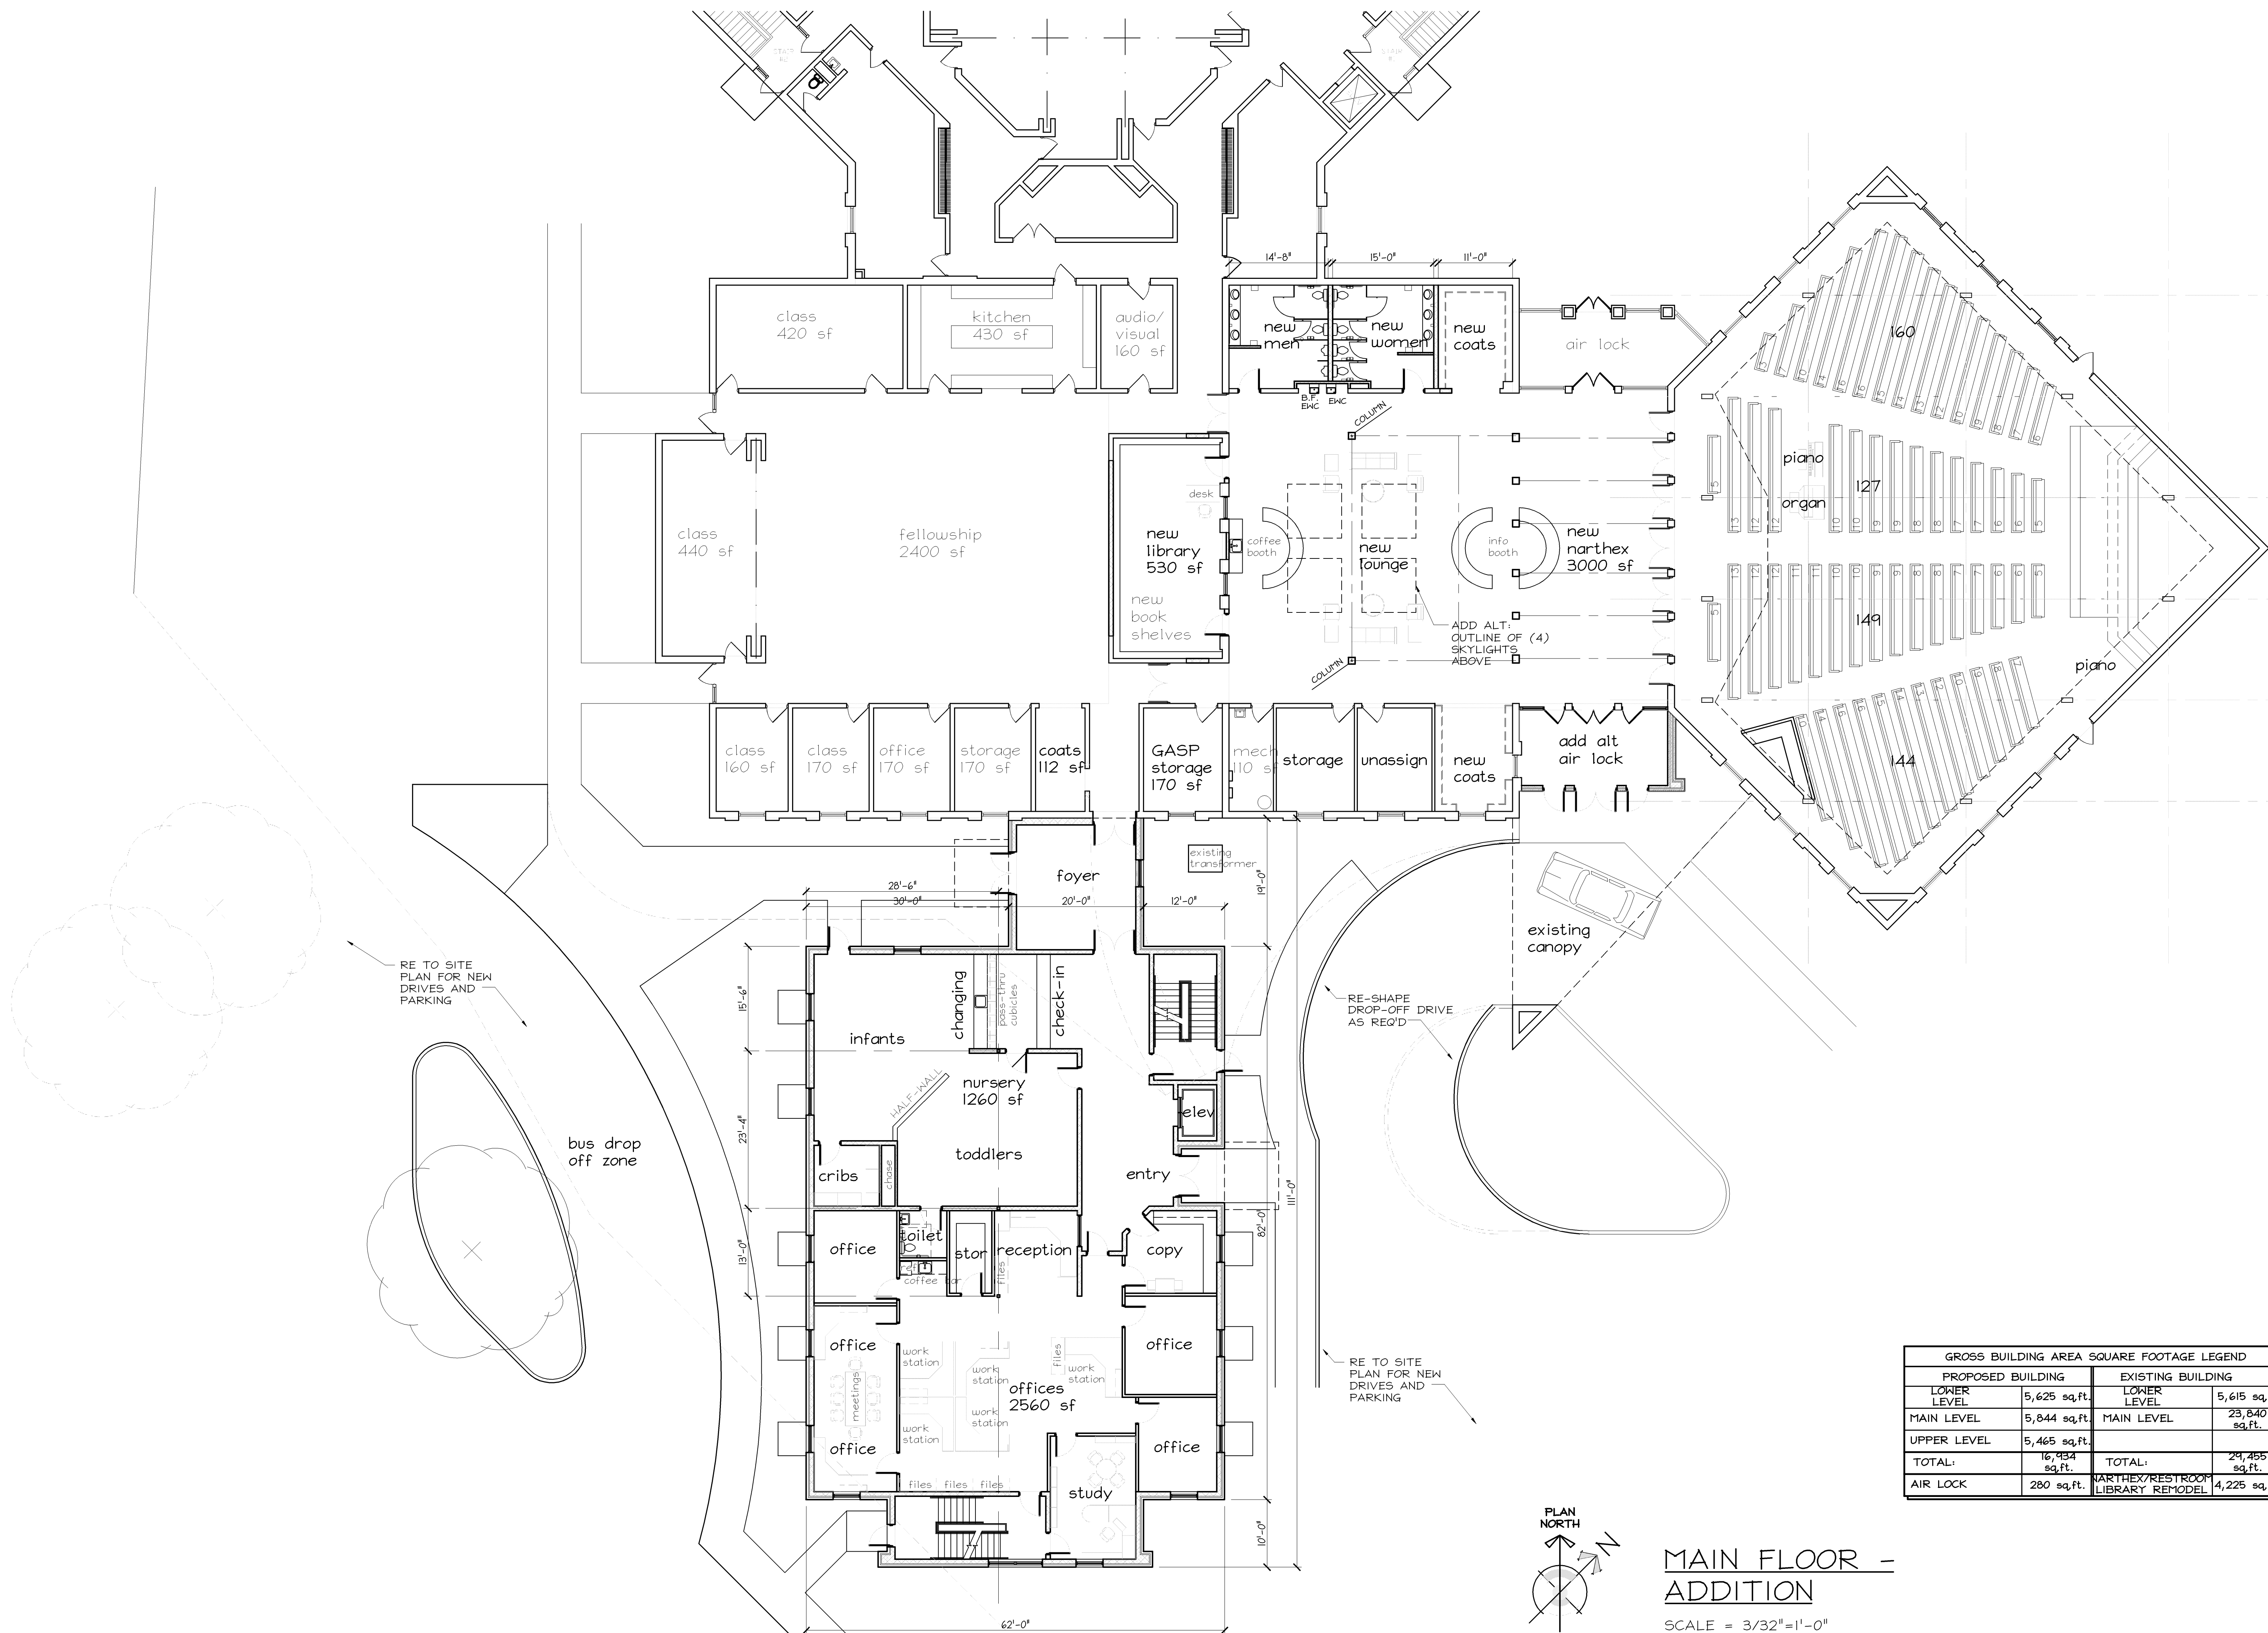 STAIR
STAIR
14'-8"
15'-0"
11'-0"
class
420 sf
kitchen
430 sf
audio/
visual
160 sf
new
men
new
women
new
coats
air lock
B.F.
EWC
EWC
COLUMN
160
class
440 sf
fellowship
2400 sf
desk
new
library
530 sf
new
book
shelves
coffee
booth
new
lounge
info
booth
new
narthex
3000 sf
piano
organ
127
149
ADD ALT:
OUTLINE OF (4)
SKYLIGHTS
ABOVE
COLUMN
piano
144
class
160 sf
class
170 sf
office
170 sf
storage
170 sf
coats
112 sf
GASP
storage
170 sf
mech
110 sf
storage
unassign
new
coats
add alt
air lock
existing
transformer
foyer
28'-6"
30'-0"
20'-0"
12'-0"
19'-0"
existing
canopy
RE TO SITE
PLAN FOR NEW
DRIVES AND
PARKING
15'-6"
changing
pass-thru
cubicles
check-in
infants
RE-SHAPE
DROP-OFF DRIVE
AS REQ'D
nursery
1260 sf
HALF-WALL
elev
23'-4"
bus drop
off zone
toddlers
cribs
chase
entry
111'-0"
82'-0"
13'-0"
office
toilet
stor
reception
copy
files
ref
coffee bar
office
work
station
work
station
files
work
station
office
offices
2560 sf
meetings
work
station
work
station
office
office
files
files
files
study
RE TO SITE
PLAN FOR NEW
DRIVES AND
PARKING
10'-0"
62'-0"
GROSS BUILDING AREA SQUARE FOOTAGE LEGEND
PROPOSED BUILDING
EXISTING BUILDING
LOWER
LEVEL
5,625 sq.ft.
LOWER
LEVEL
5,615 sq.
MAIN LEVEL
5,844 sq.ft.
MAIN LEVEL
23,840
sq.ft.
UPPER LEVEL
5,465 sq.ft.
TOTAL:
16,934
sq.ft.
TOTAL:
29,455
sq.ft.
AIR LOCK
280 sq.ft.
NARTHEX/RESTROOM
LIBRARY REMODEL
4,225 sq.
PLAN
NORTH
N
MAIN FLOOR -
ADDITION
SCALE = 3/32"=1'-0"